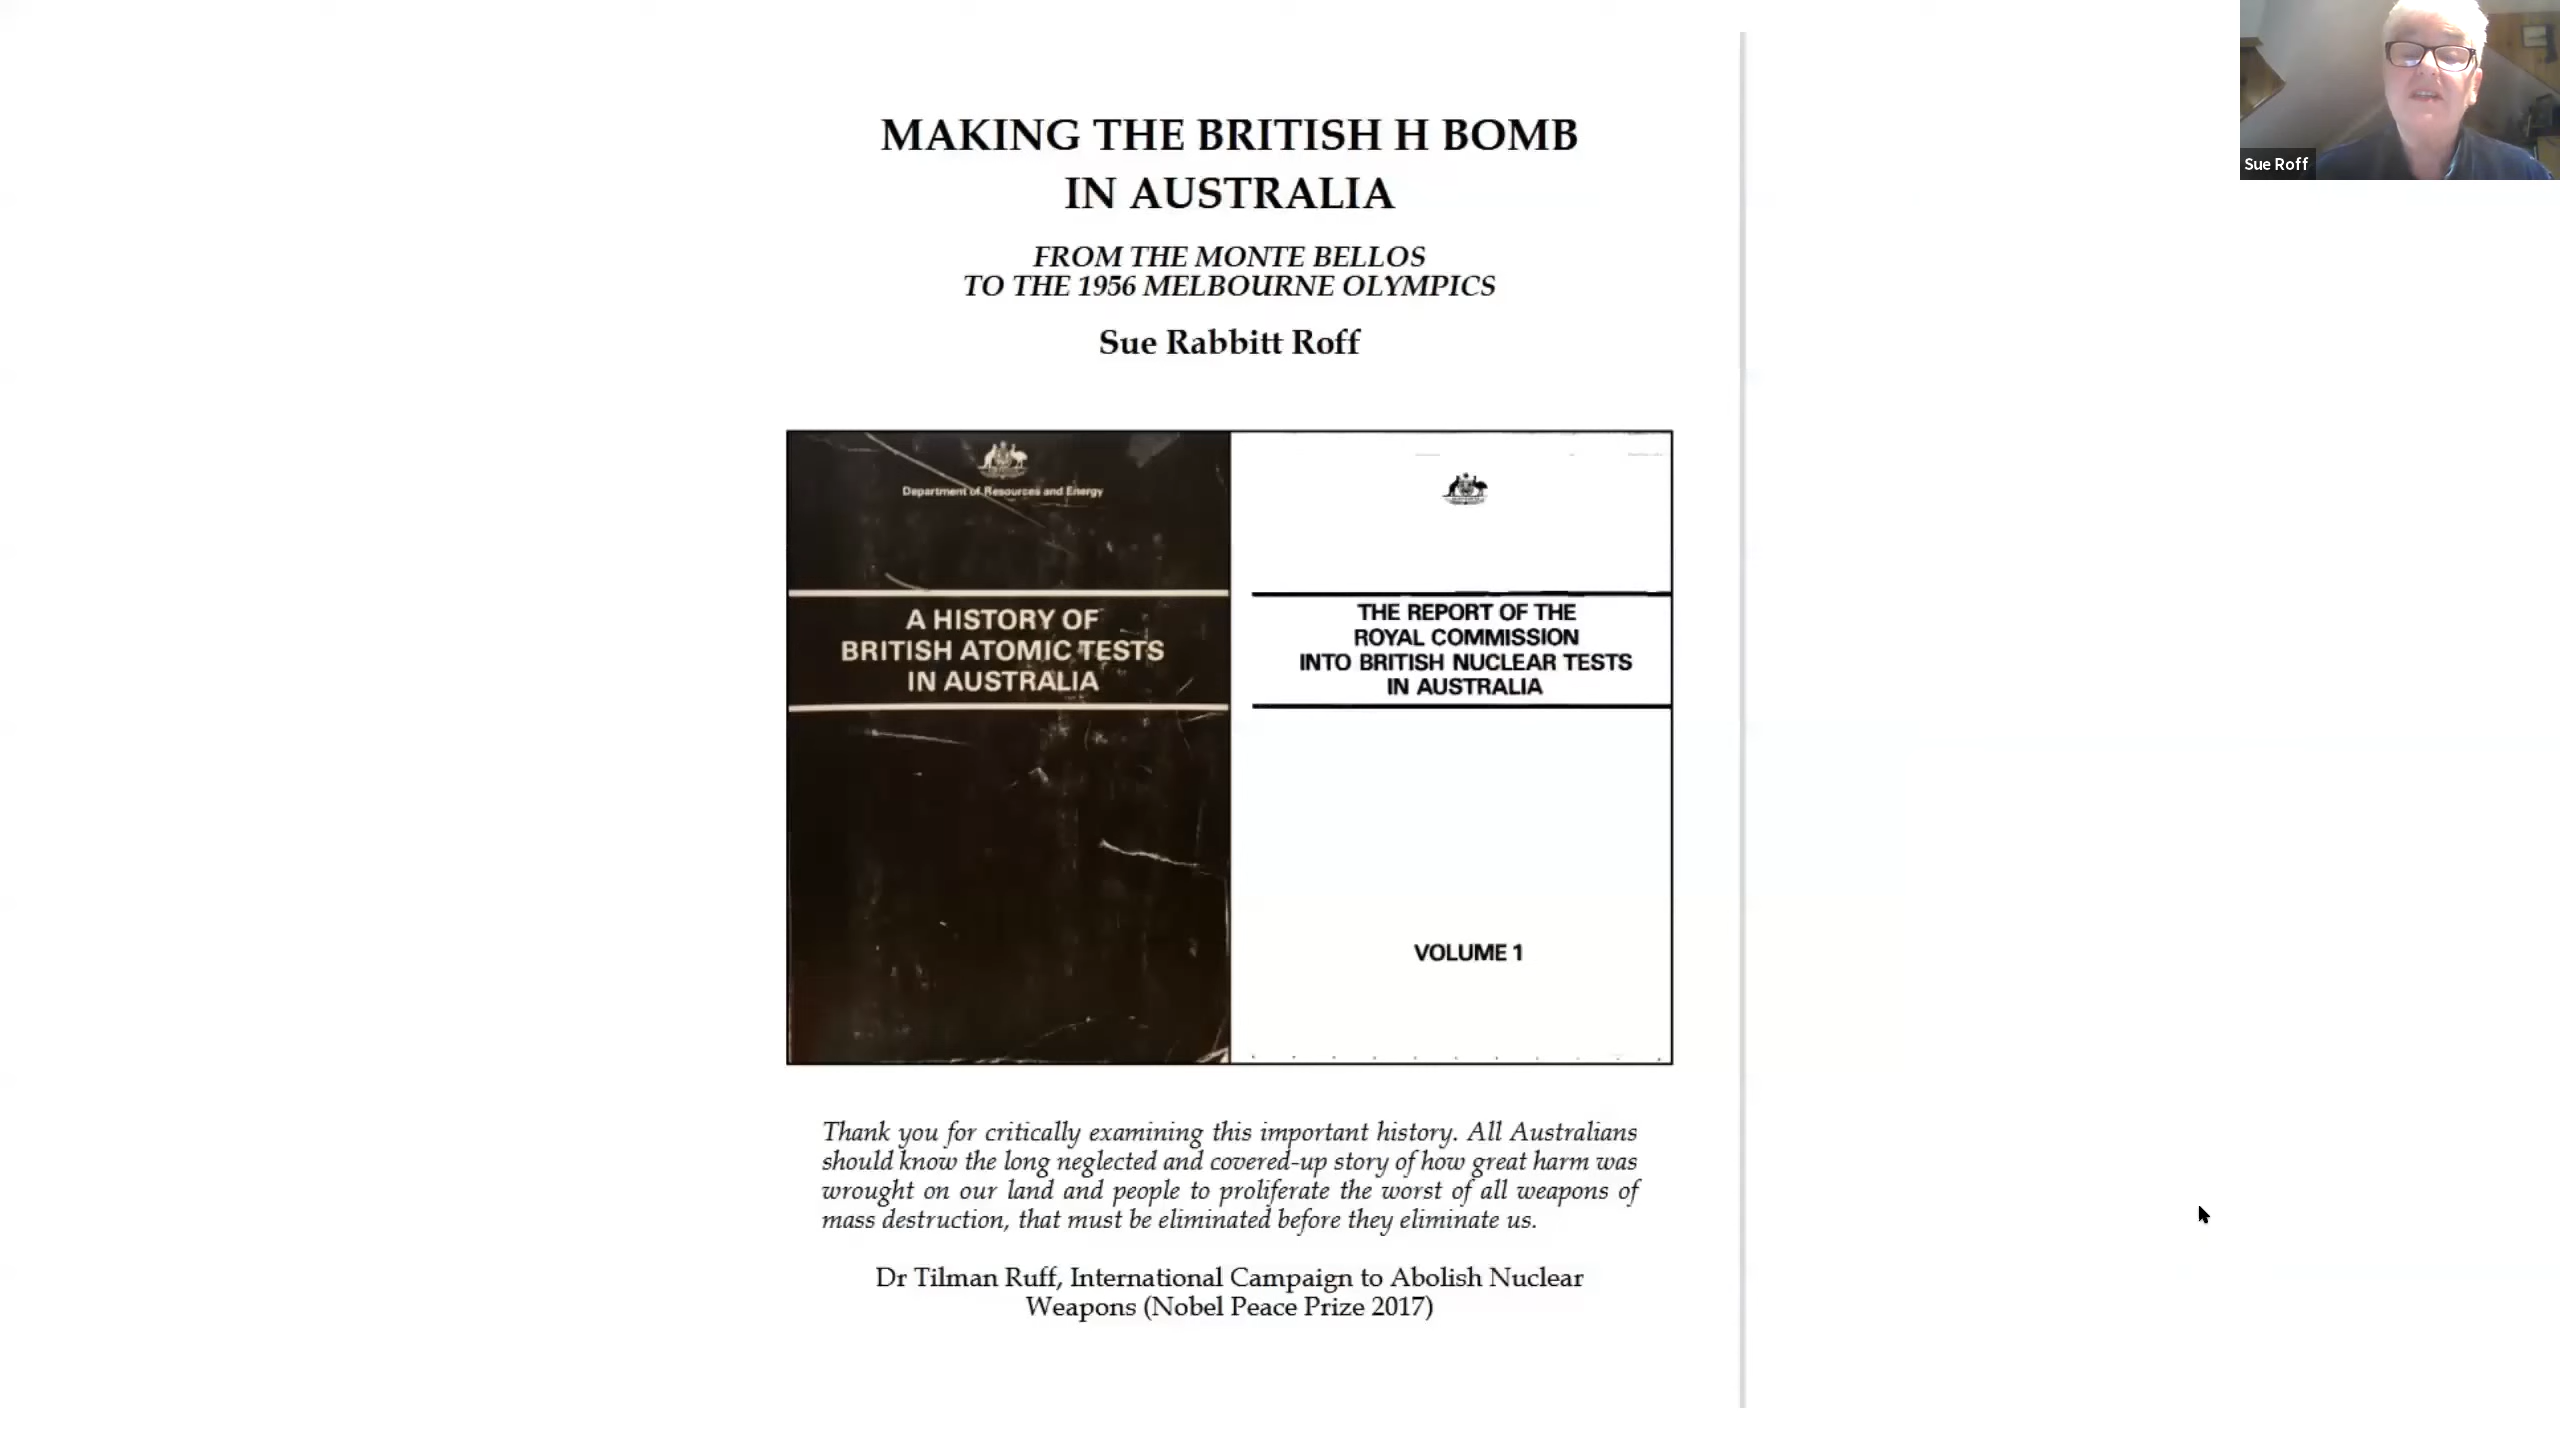 MAKING THE BRITISH H BOMB
IN AUSTRALIA
FROM THE MONTE BELLOS
TO THE 1956 MELBOURNE OLYMPICS
Sue Rabbitt Roff
Department of Resources and Energy
A HISTORY OF
BRITISH ATOMIC TESTS
IN AUSTRALIA
THE REPORT OF THE
ROYAL COMMISSION
INTO BRITISH NUCLEAR TESTS
IN AUSTRALIA
VOLUME 1
Thank you for critically examining this important history. All Australians
should know the long neglected and covered-up story of how great harm was
wrought on our land and people to proliferate the worst of all weapons of
mass destruction, that must be eliminated before they eliminate us.
Dr Tilman Ruff, International Campaign to Abolish Nuclear
Weapons (Nobel Peace Prize 2017)
Sue Roff